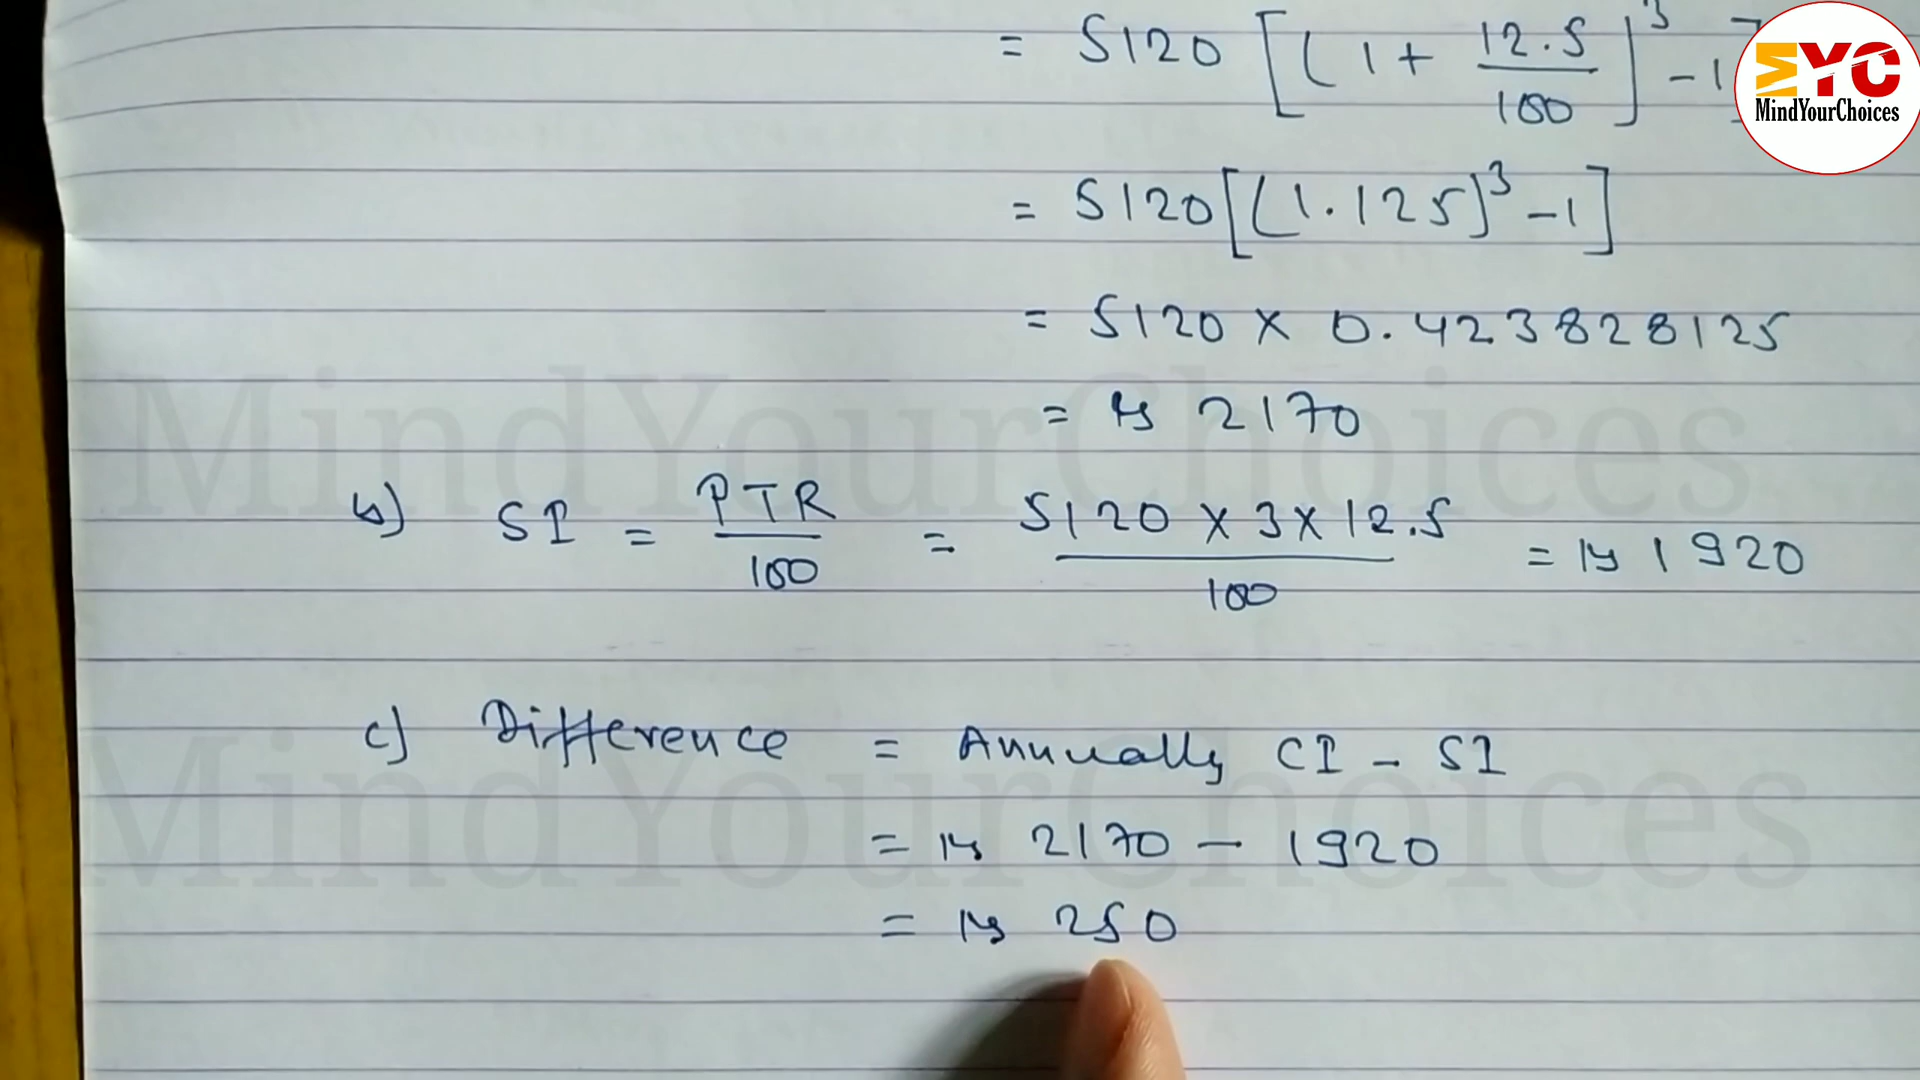 = 5120 [(1 + 12.5/100)³ - 1]
MYC
MindYourChoices
= 5120 [(1.125)³ - 1]
= 5120 × 0.423828125
= Rs 2170
b) SI = PTR/100 = 5120 × 3 × 12.5/100 = Rs 1920
c) Difference = Annually CI - SI
= Rs 2170 - 1920
= Rs 250
MindYourChoices
MindYourChoices